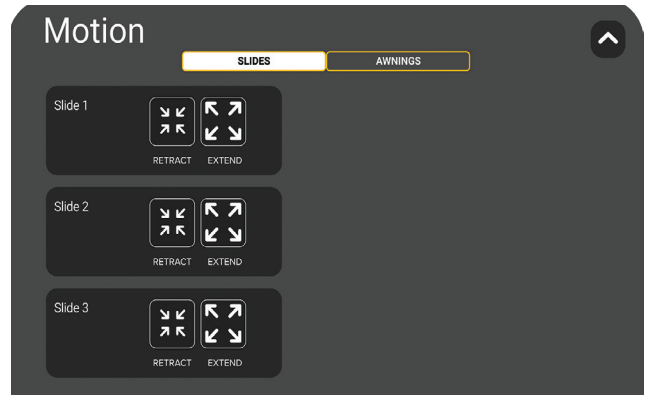 Motion
SLIDES AWNINGS
Slide 1
RETRACT EXTEND
Slide 2
RETRACT EXTEND
Slide 3
RETRACT EXTEND